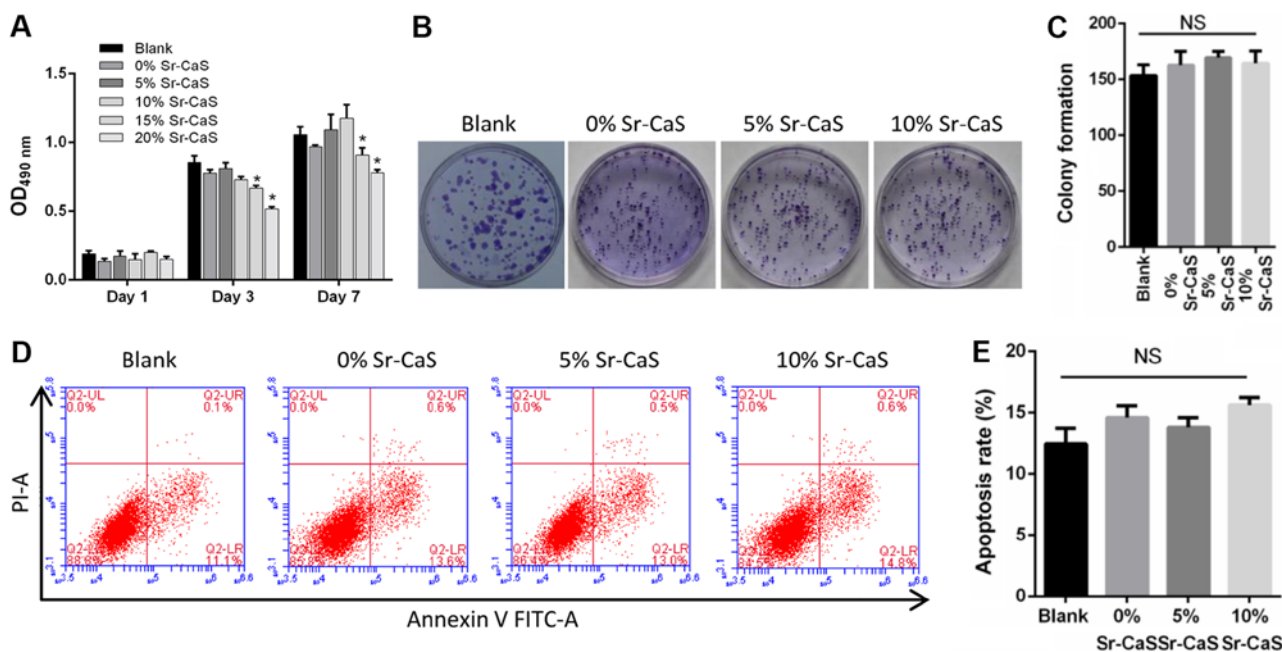 A
Blank
0% Sr-CaS
5% Sr-CaS
10% Sr-CaS
15% Sr-CaS
20% Sr-CaS
OD490 nm
1.5
1.0
0.5
0.0
* * * *
Day 1 Day 3 Day 7
B
Blank 0% Sr-CaS 5% Sr-CaS 10% Sr-CaS
C
NS
Colony formation
200
150
100
50
0
Blank
0% Sr-CaS
5% Sr-CaS
10% Sr-CaS
D
Blank 0% Sr-CaS 5% Sr-CaS 10% Sr-CaS
PI-A
Q2-UL Q2-UR
0.0% 0.1%
Q2-LR
88.8% 11.1%
Q2-UL Q2-UR
0.0% 0.6%
Q2-LR
85.8% 13.6%
Q2-UL Q2-UR
0.0% 0.5%
Q2-LR
86.4% 13.0%
Q2-UL Q2-UR
0.0% 0.6%
Q2-LR
14.8%
Annexin V FITC-A
E
NS
Apoptosis rate (%)
20
15
10
5
0
Blank 0% 5% 10%
Sr-CaS Sr-CaS Sr-CaS